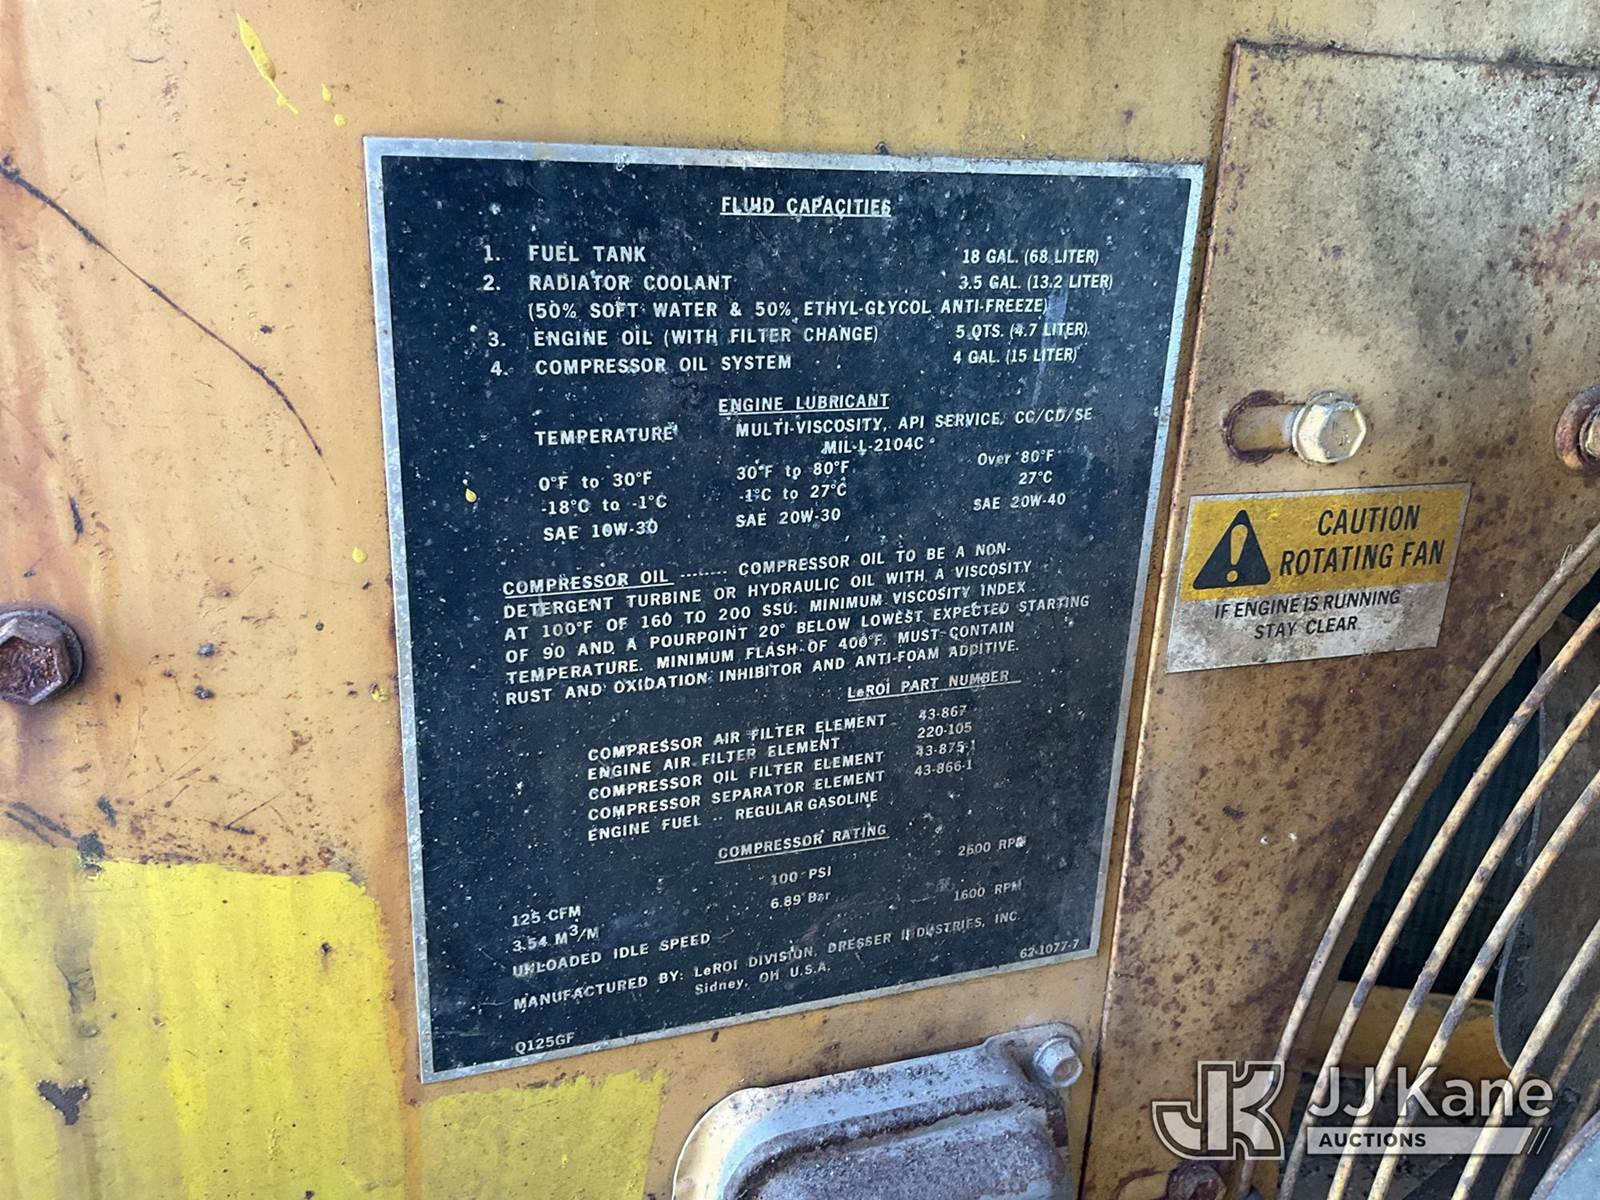 FLUID CAPACITIES
1. FUEL TANK 18 GAL. (68 LITER)
2. RADIATOR COOLANT 3.5 GAL. (13.2 LITER)
(50% SOFT WATER & 50% ETHYL-GLYCOL ANTI-FREEZE)
3. ENGINE OIL (WITH FILTER CHANGE) 5 QTS. (4.7 LITER)
4. COMPRESSOR OIL SYSTEM 4 GAL. (15 LITER)
ENGINE LUBRICANT
TEMPERATURE MULTI-VISCOSITY, API SERVICE, CC/CD/SE
MIL-L-2104C
0°F to 30°F 30°F to 80°F Over 80°F
-18°C to -1°C -1°C to 27°C 27°C
SAE 10W-30 SAE 20W-30 SAE 20W-40
COMPRESSOR OIL -------- COMPRESSOR OIL TO BE A NON-
DETERGENT TURBINE OR HYDRAULIC OIL WITH A VISCOSITY
AT 100°F OF 160 TO 200 SSU. MINIMUM VISCOSITY INDEX
OF 90 AND A POURPOINT 20° BELOW LOWEST EXPECTED STARTING
TEMPERATURE. MINIMUM FLASH OF 400°F. MUST CONTAIN
RUST AND OXIDATION INHIBITOR AND ANTI-FOAM ADDITIVE.
LeROI PART NUMBER
COMPRESSOR AIR FILTER ELEMENT 43-867
ENGINE AIR FILTER ELEMENT 220-105
COMPRESSOR OIL FILTER ELEMENT 43-875-1
COMPRESSOR SEPARATOR ELEMENT 43-866-1
ENGINE FUEL -- REGULAR GASOLINE
COMPRESSOR RATING
125 CFM 100 PSI 2600 RPM
3.54 M3/M 6.89 Bar
UNLOADED IDLE SPEED 1600 RPM
MANUFACTURED BY: LeROI DIVISION, DRESSER INDUSTRIES, INC.
Sidney, OH U.S.A.
62-1077-7
Q125GF
CAUTION
ROTATING FAN
IF ENGINE IS RUNNING
STAY CLEAR
JK JJ Kane
AUCTIONS